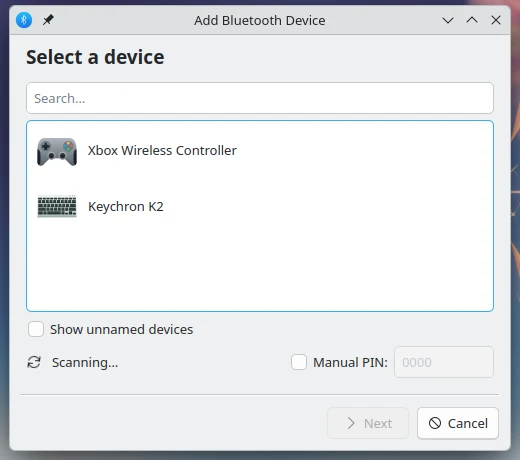 Add Bluetooth Device
Select a device
Search...
Xbox Wireless Controller
Keychron K2
Show unnamed devices
Scanning...
Manual PIN: 0000
Next Cancel